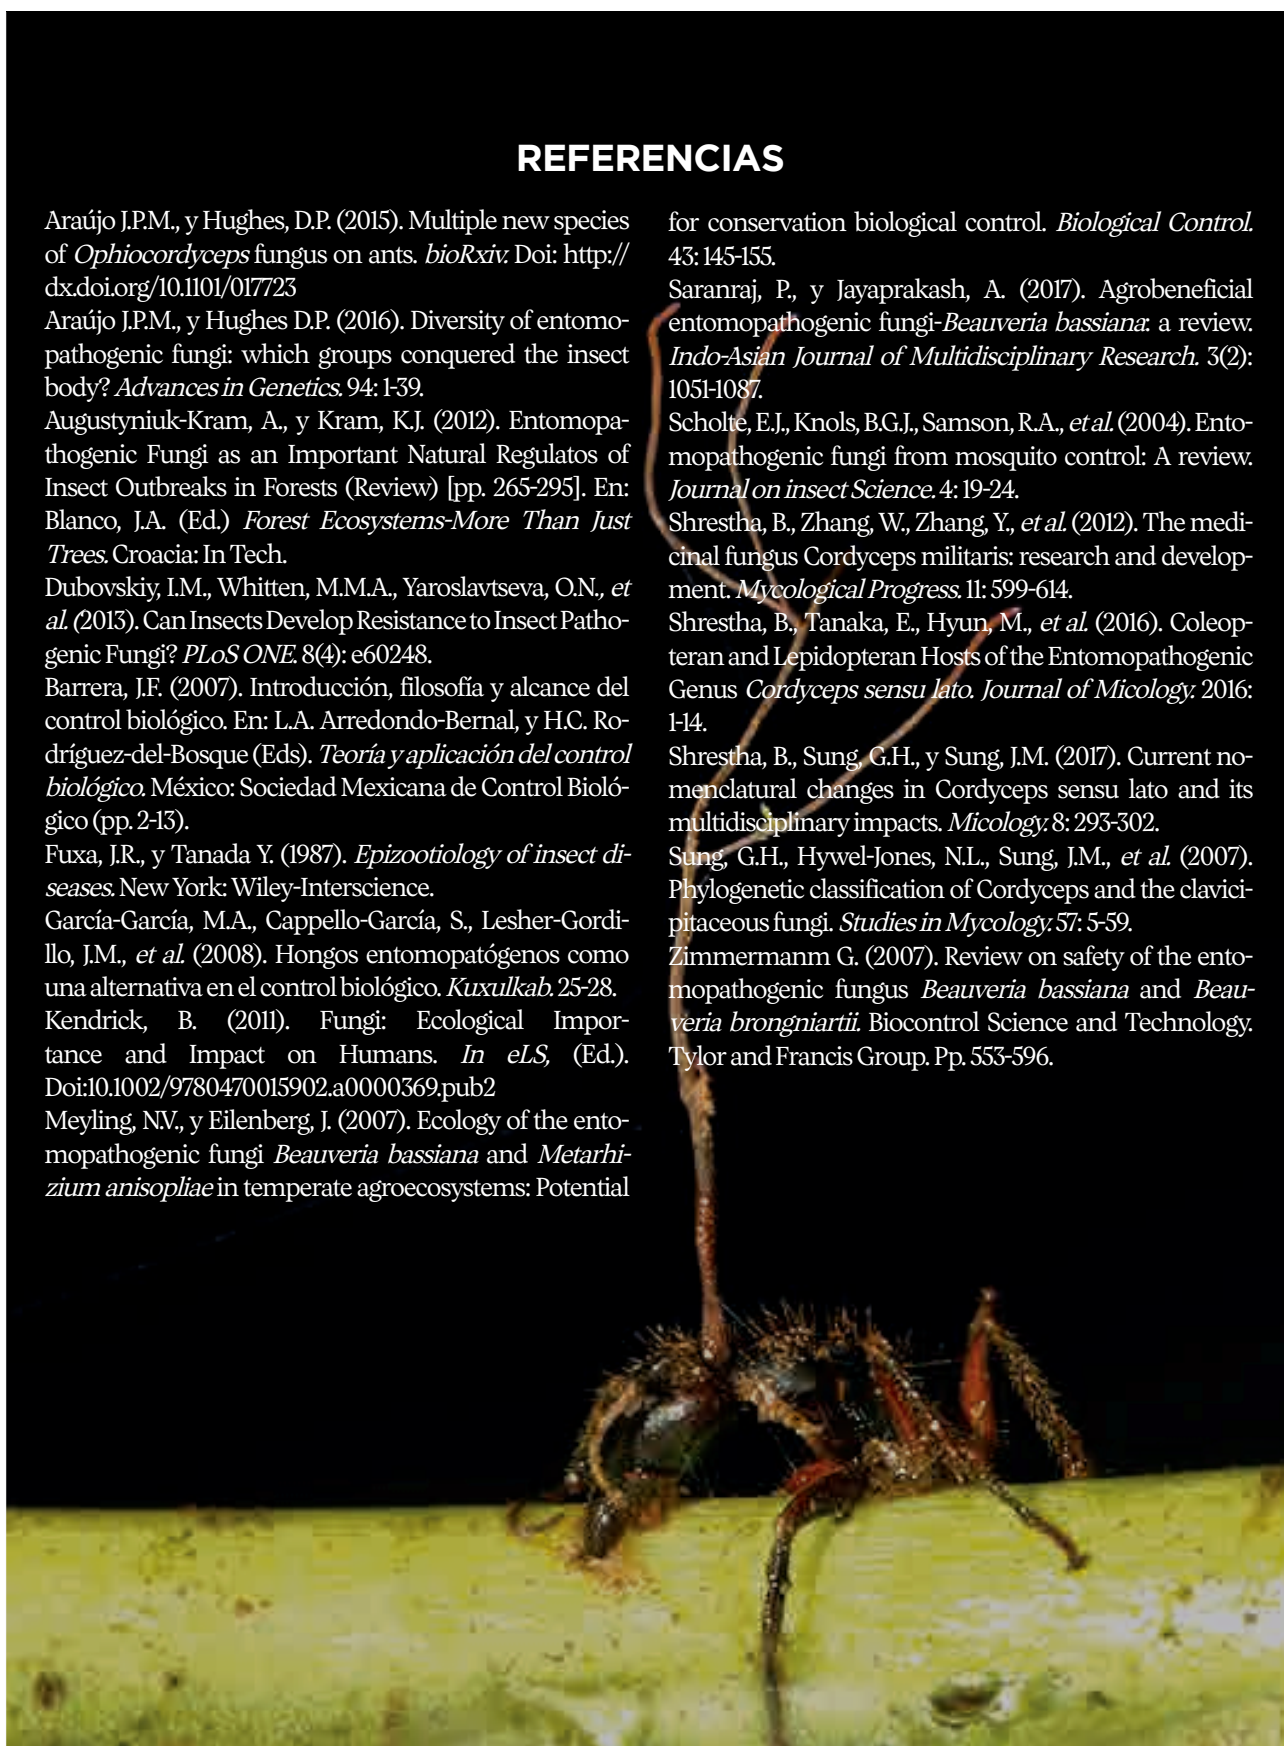 REFERENCIAS
Araújo J.P.M., y Hughes, D.P. (2015). Multiple new species
of Ophiocordyceps fungus on ants. bioRxiv. Doi: http://
dx.doi.org/10.1101/017723
Araújo J.P.M., y Hughes D.P. (2016). Diversity of entomo-
pathogenic fungi: which groups conquered the insect
body? Advances in Genetics. 94: 1-39.
Augustyniuk-Kram, A., y Kram, K.J. (2012). Entomopa-
thogenic Fungi as an Important Natural Regulatos of
Insect Outbreaks in Forests (Review) [pp. 265-295]. En:
Blanco, J.A. (Ed.) Forest Ecosystems-More Than Just
Trees. Croacia: In Tech.
Dubovskiy, I.M., Whitten, M.M.A., Yaroslavtseva, O.N., et
al. (2013). Can Insects Develop Resistance to Insect Patho-
genic Fungi? PLoS ONE. 8(4): e60248.
Barrera, J.F. (2007). Introducción, filosofía y alcance del
control biológico. En: L.A. Arredondo-Bernal, y H.C. Ro-
dríguez-del-Bosque (Eds). Teoría y aplicación del control
biológico. México: Sociedad Mexicana de Control Bioló-
gico (pp. 2-13).
Fuxa, J.R., y Tanada Y. (1987). Epizootiology of insect di-
seases. New York: Wiley-Interscience.
García-García, M.A., Cappello-García, S., Lesher-Gordi-
llo, J.M., et al. (2008). Hongos entomopatógenos como
una alternativa en el control biológico. Kuxulkab. 25-28.
Kendrick, B. (2011). Fungi: Ecological Impor-
tance and Impact on Humans. In eLS, (Ed.).
Doi:10.1002/9780470015902.a0000369.pub2
Meyling, N.V., y Eilenberg, J. (2007). Ecology of the ento-
mopathogenic fungi Beauveria bassiana and Metarhi-
zium anisopliae in temperate agroecosystems: Potential
for conservation biological control. Biological Control.
43: 145-155.
Saranraj, P., y Jayaprakash, A. (2017). Agrobeneficial
entomopathogenic fungi-Beauveria bassiana: a review.
Indo-Asian Journal of Multidisciplinary Research. 3(2):
1051-1087.
Scholte, E.J., Knols, B.G.J., Samson, R.A., et al. (2004). Ento-
mopathogenic fungi from mosquito control: A review.
Journal on insect Science. 4: 19-24.
Shrestha, B., Zhang, W., Zhang, Y., et al. (2012). The medi-
cinal fungus Cordyceps militaris: research and develop-
ment. Mycological Progress. 11: 599-614.
Shrestha, B., Tanaka, E., Hyun, M., et al. (2016). Coleop-
teran and Lepidopteran Hosts of the Entomopathogenic
Genus Cordyceps sensu lato. Journal of Micology. 2016:
1-14.
Shrestha, B., Sung, G.H., y Sung, J.M. (2017). Current no-
menclatural changes in Cordyceps sensu lato and its
multidisciplinary impacts. Micology. 8: 293-302.
Sung, G.H., Hywel-Jones, N.L., Sung, J.M., et al. (2007).
Phylogenetic classification of Cordyceps and the clavici-
pitaceous fungi. Studies in Mycology. 57: 5-59.
Zimmermanm G. (2007). Review on safety of the ento-
mopathogenic fungus Beauveria bassiana and Beau-
veria brongniartii. Biocontrol Science and Technology.
Tylor and Francis Group. Pp. 553-596.